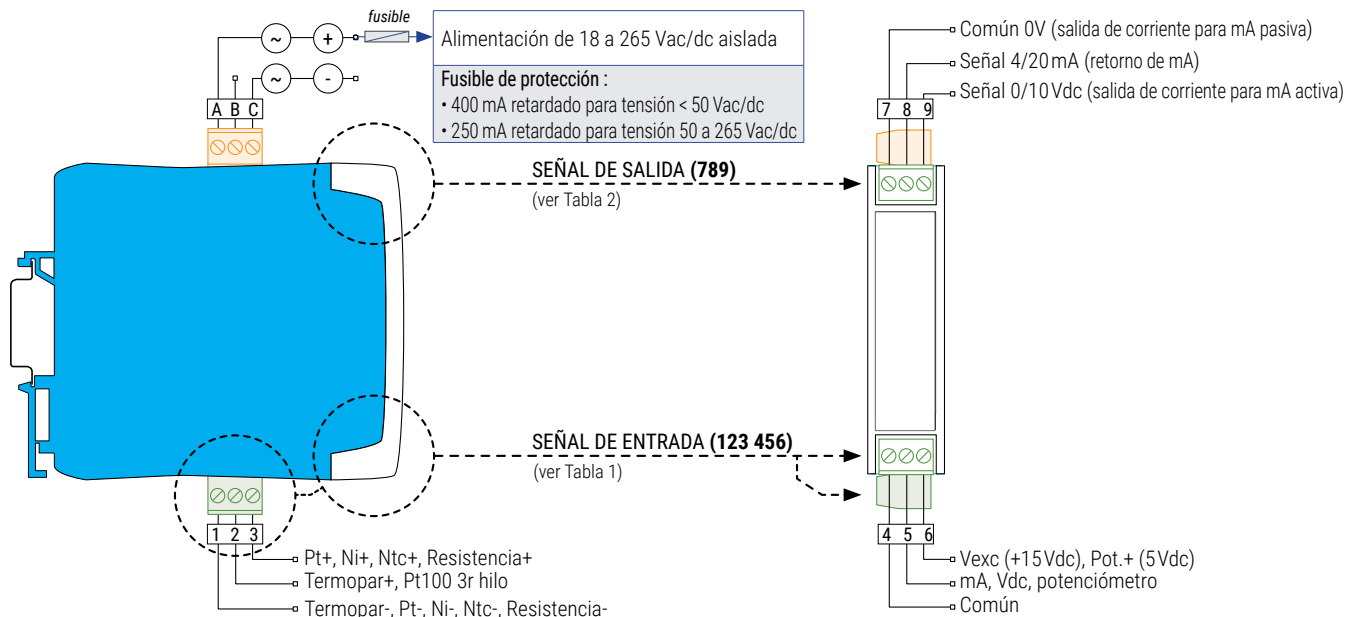 fusible
~
+
Alimentación de 18 a 265 Vac/dc aislada
~
-
Fusible de protección :
• 400 mA retardado para tensión < 50 Vac/dc
• 250 mA retardado para tensión 50 a 265 Vac/dc
A B C
Común 0V (salida de corriente para mA pasiva)
Señal 4/20 mA (retorno de mA)
Señal 0/10 Vdc (salida de corriente para mA activa)
7 8 9
SEÑAL DE SALIDA (789)
(ver Tabla 2)
SEÑAL DE ENTRADA (123 456)
(ver Tabla 1)
1 2 3
Pt+, Ni+, Ntc+, Resistencia+
Termopar+, Pt100 3r hilo
Termopar-, Pt-, Ni-, Ntc-, Resistencia-
4 5 6
Vexc (+15 Vdc), Pot.+ (5 Vdc)
mA, Vdc, potenciómetro
Común